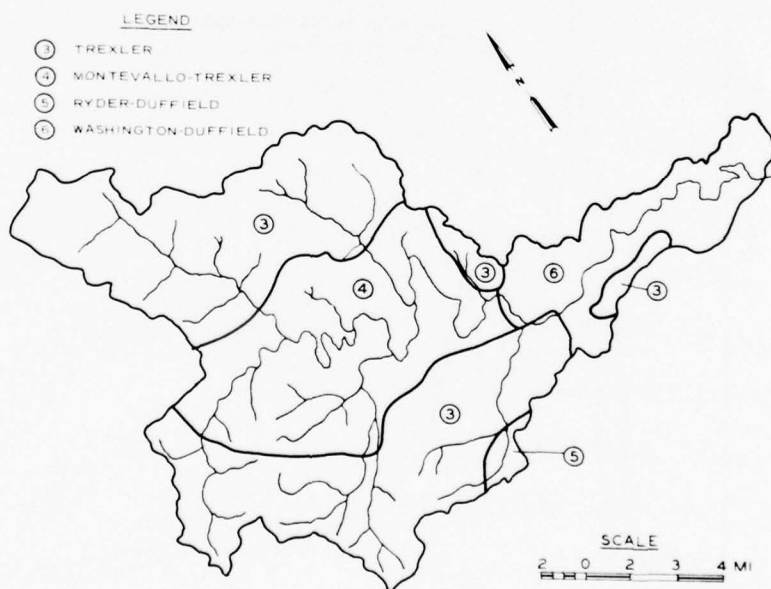 LEGEND
③ TREXLER
④ MONTEVALLO-TREXLER
⑤ RYDER-DUFFIELD
⑥ WASHINGTON-DUFFIELD
N
③
③
⑥
③
④
③
⑤
SCALE
2 0 2 3 4 MI